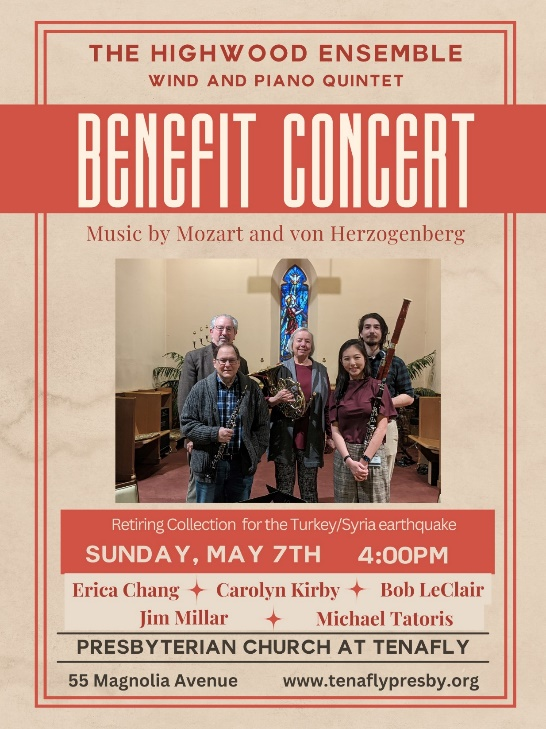 THE HIGHWOOD ENSEMBLE
WIND AND PIANO QUINTET
BENEFIT CONCERT
Music by Mozart and von Herzogenberg
Retiring Collection for the Turkey/Syria earthquake
SUNDAY, MAY 7TH 4:00PM
Erica Chang Carolyn Kirby Bob LeClair
Jim Millar Michael Tatoris
PRESBYTERIAN CHURCH AT TENAFLY
55 Magnolia Avenue www.tenaflypresby.org